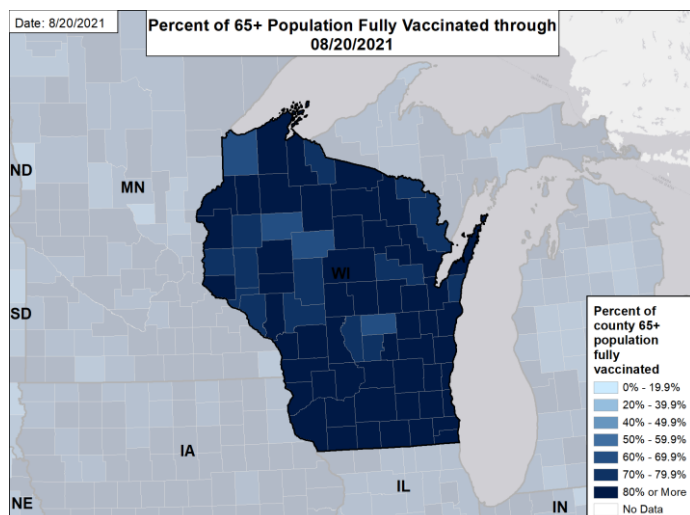 Date: 8/20/2021
Percent of 65+ Population Fully Vaccinated through
08/20/2021
ND
MN
WI
SD
IA
NE
IL
IN
Percent of
county 65+
population
fully
vaccinated
0% - 19.9%
20% - 39.9%
40% - 49.9%
50% - 59.9%
60% - 69.9%
70% - 79.9%
80% or More
No Data